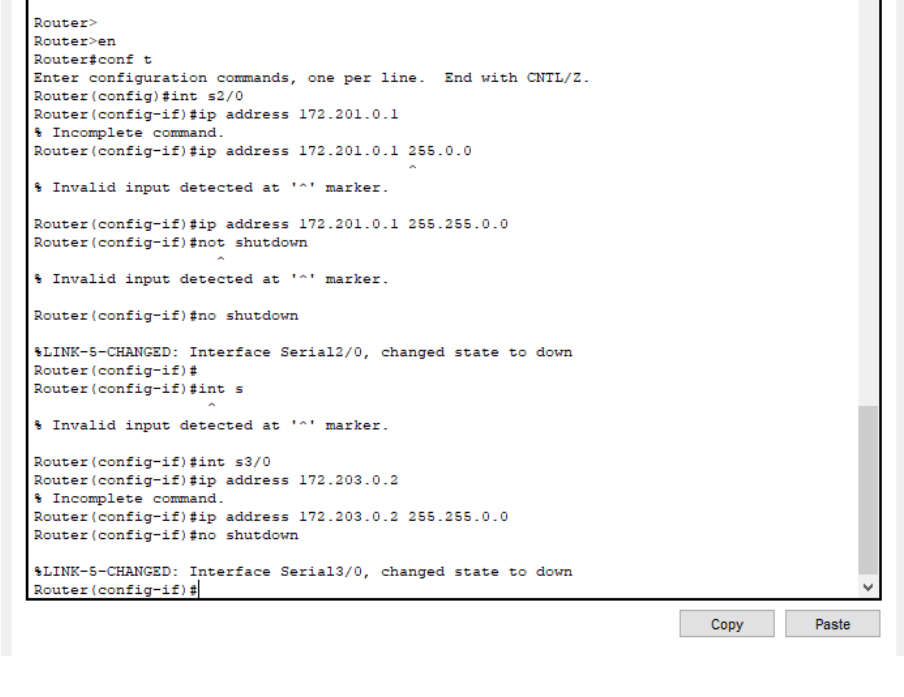 Router>
Router>en
Router#conf t
Enter configuration commands, one per line.  End with CNTL/Z.
Router(config)#int s2/0
Router(config-if)#ip address 172.201.0.1
% Incomplete command.
Router(config-if)#ip address 172.201.0.1 255.0.0
^
% Invalid input detected at '^' marker.
Router(config-if)#ip address 172.201.0.1 255.255.0.0
Router(config-if)#not shutdown
^
% Invalid input detected at '^' marker.
Router(config-if)#no shutdown
%LINK-5-CHANGED: Interface Serial2/0, changed state to down
Router(config-if)#
Router(config-if)#int s
^
% Invalid input detected at '^' marker.
Router(config-if)#int s3/0
Router(config-if)#ip address 172.203.0.2
% Incomplete command.
Router(config-if)#ip address 172.203.0.2 255.255.0.0
Router(config-if)#no shutdown
%LINK-5-CHANGED: Interface Serial3/0, changed state to down
Router(config-if)#
Copy Paste